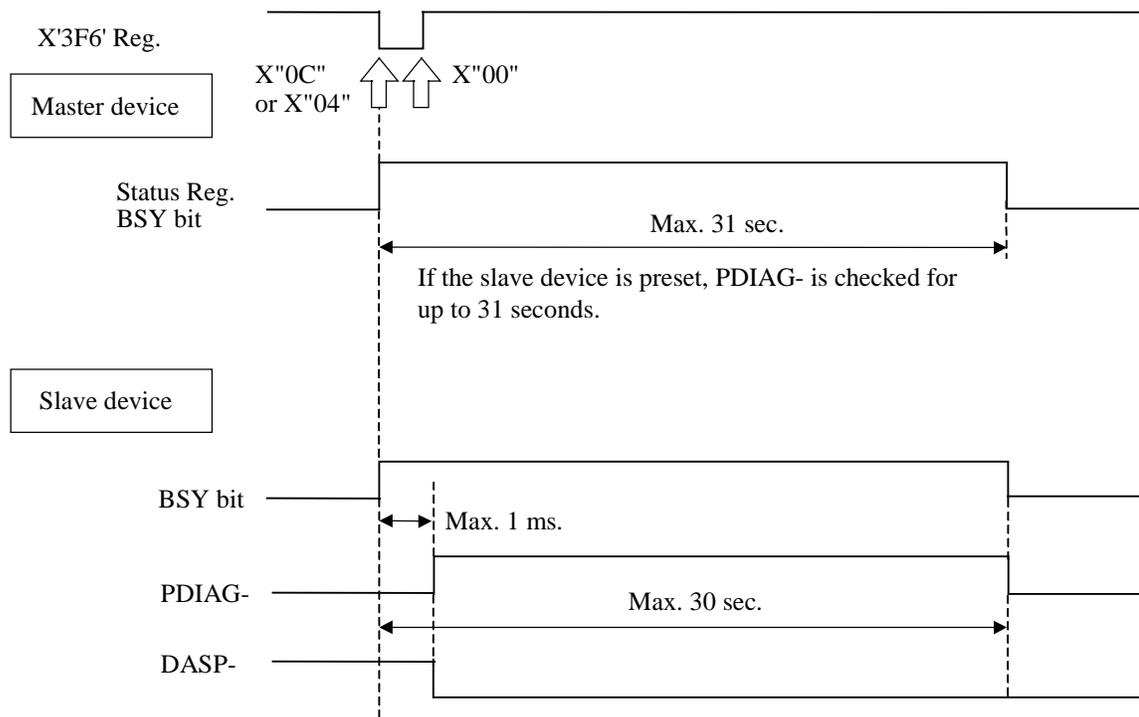 X'3F6' Reg.
X"0C"
or X"04"
X"00"
Master device
Status Reg.
BSY bit
Max. 31 sec.
If the slave device is preset, PDIAG- is checked for
up to 31 seconds.
Slave device
BSY bit
Max. 1 ms.
PDIAG-
Max. 30 sec.
DASP-